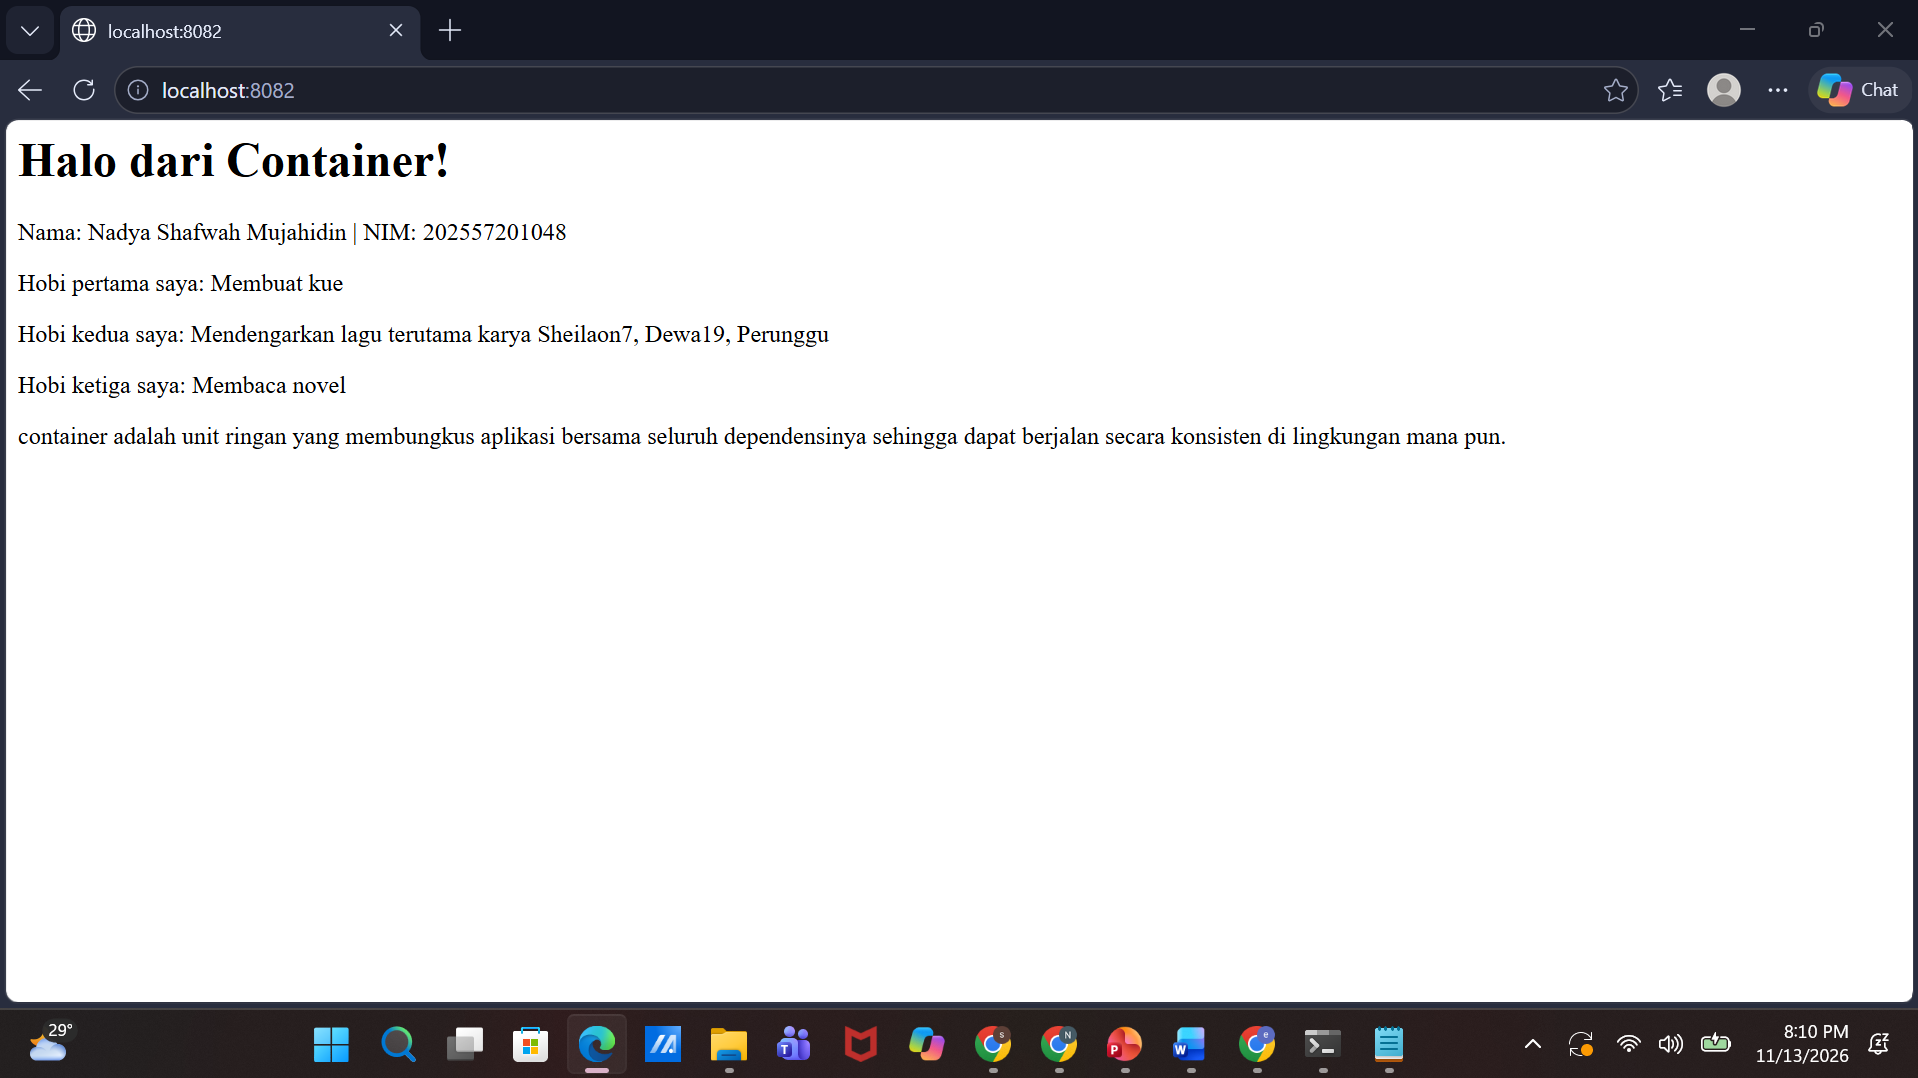 localhost:8082
localhost:8082
Chat
Halo dari Container!
Nama: Nadya Shafwah Mujahidin | NIM: 202557201048
Hobi pertama saya: Membuat kue
Hobi kedua saya: Mendengarkan lagu terutama karya Sheilaon7, Dewa19, Perunggu
Hobi ketiga saya: Membaca novel
container adalah unit ringan yang membungkus aplikasi bersama seluruh dependensinya sehingga dapat berjalan secara konsisten di lingkungan mana pun.
29°
T
s
N
P
W
e
8:10 PM
11/13/2026